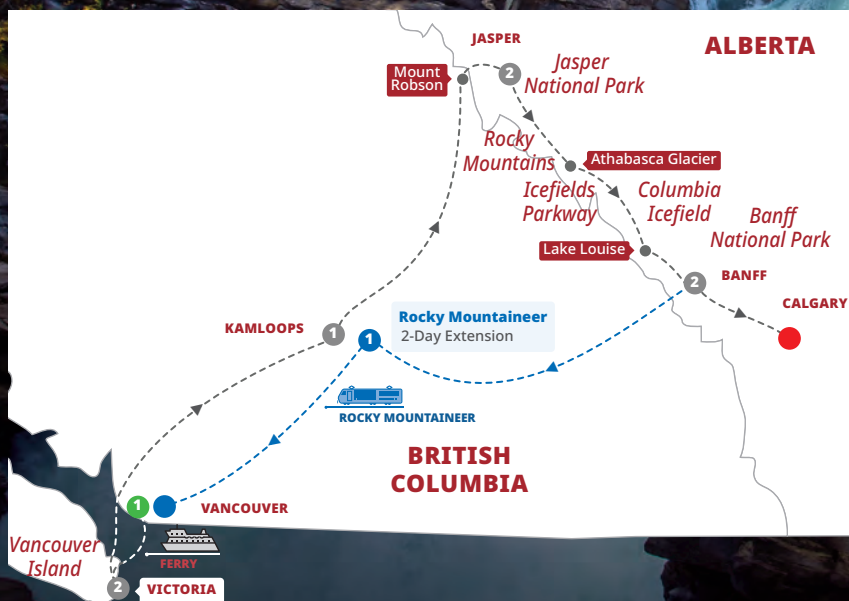 JASPER
ALBERTA
2
Jasper
National Park
Mount
Robson
Rocky
Mountains
Athabasca Glacier
Icefields
Parkway
Columbia
Icefield
Banff
National Park
Lake Louise
BANFF
2
CALGARY
KAMLOOPS
1
1
Rocky Mountaineer
2-Day Extension
ROCKY MOUNTAINEER
BRITISH
COLUMBIA
1
VANCOUVER
Vancouver
Island
FERRY
2
VICTORIA